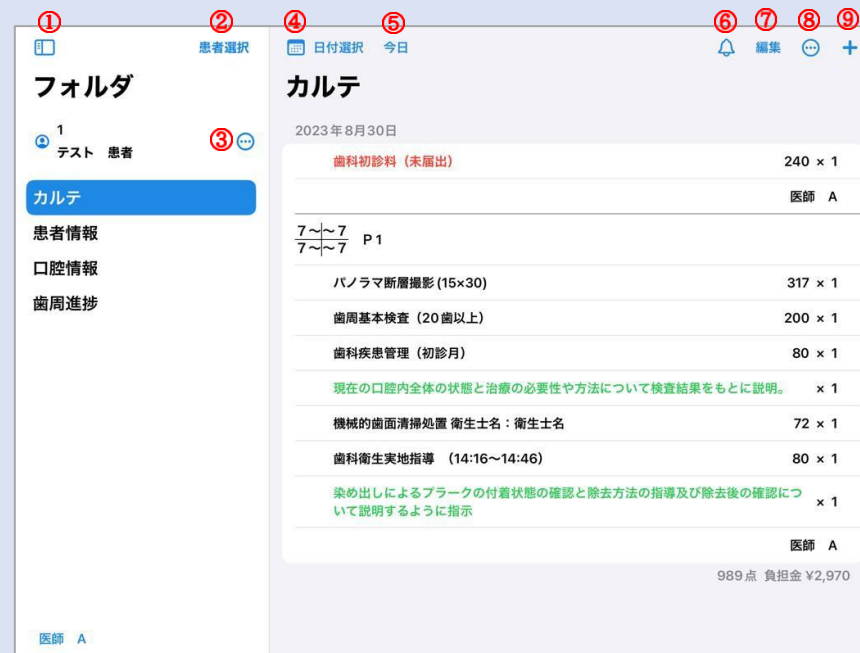 ① ② ④ ⑤ ⑥ ⑦ ⑧ ⑨
患者選択 日付選択 今日 編集
フォルダ
カルテ
1
テスト 患者
③
カルテ
患者情報
口腔情報
歯周進捗
医師 A
2023年8月30日
歯科初診料（未届出） 240 × 1
医師 A
7～～7
7～～7
P1
パノラマ断層撮影(15×30) 317 × 1
歯周基本検査（20歯以上） 200 × 1
歯科疾患管理（初診月） 80 × 1
現在の口腔内全体の状態と治療の必要性や方法について検査結果をもとに説明。 × 1
機械的歯面清掃処置 衛生士名：衛生士名 72 × 1
歯科衛生実地指導 （14:16～14:46） 80 × 1
染め出しによるプラークの付着状態の確認と除去方法の指導及び除去後の確認につ
いて説明するように指示 × 1
医師 A
989点 負担金 ¥2,970